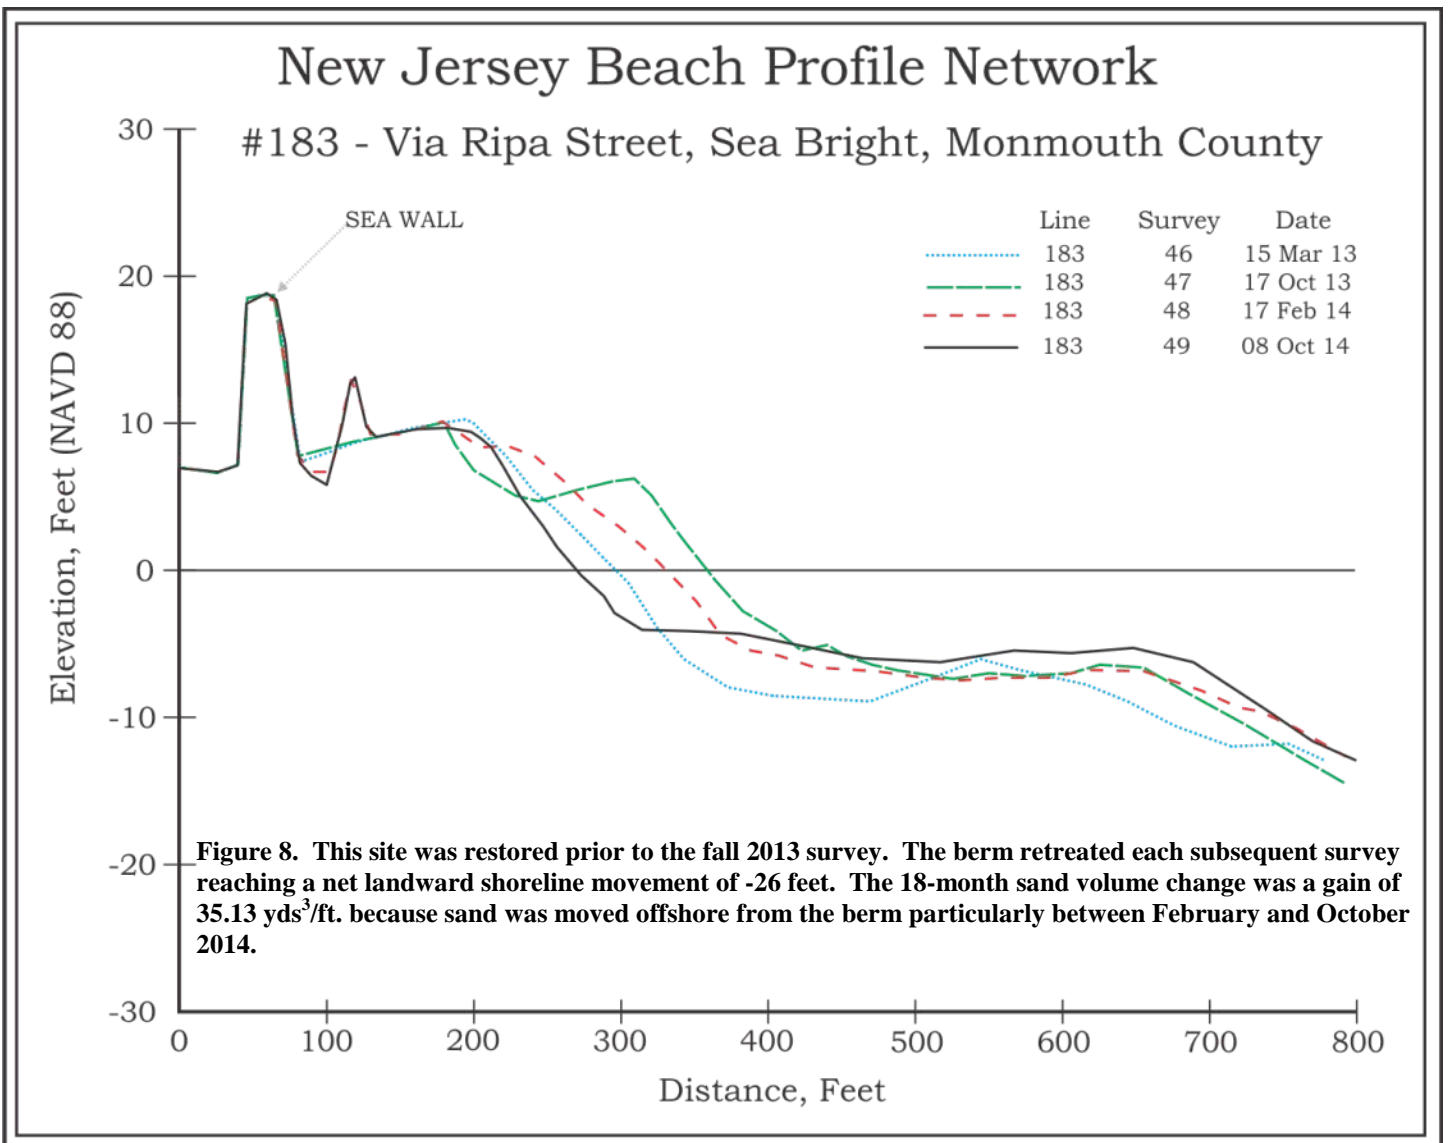 New Jersey Beach Profile Network
#183 - Via Ripa Street, Sea Bright, Monmouth County
30
20
10
0
-10
-20
-30
Elevation, Feet (NAVD 88)
SEA WALL
Line Survey Date
183 46 15 Mar 13
183 47 17 Oct 13
183 48 17 Feb 14
183 49 08 Oct 14
Figure 8. This site was restored prior to the fall 2013 survey. The berm retreated each subsequent survey
reaching a net landward shoreline movement of -26 feet. The 18-month sand volume change was a gain of
35.13 yds³/ft. because sand was moved offshore from the berm particularly between February and October
2014.
0 100 200 300 400 500 600 700 800
Distance, Feet